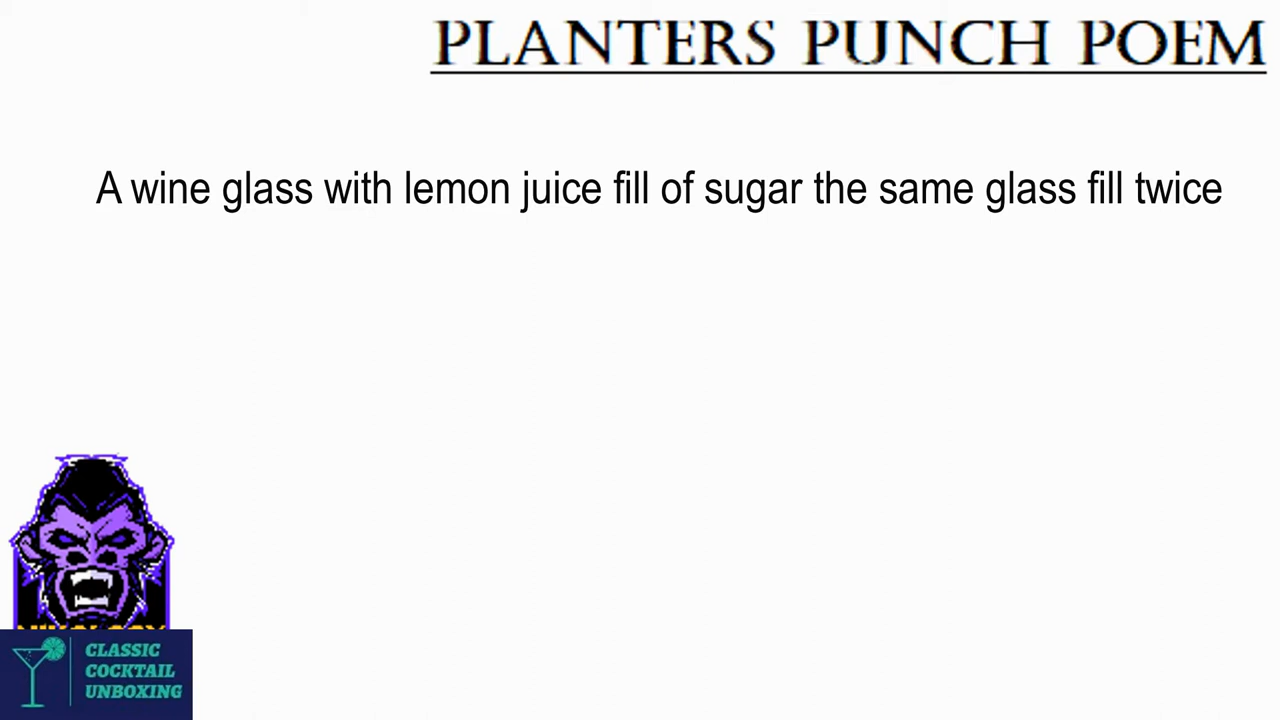 PLANTERS PUNCH POEM
A wine glass with lemon juice fill of sugar the same glass fill twice
CLASSIC
COCKTAIL
UNBOXING